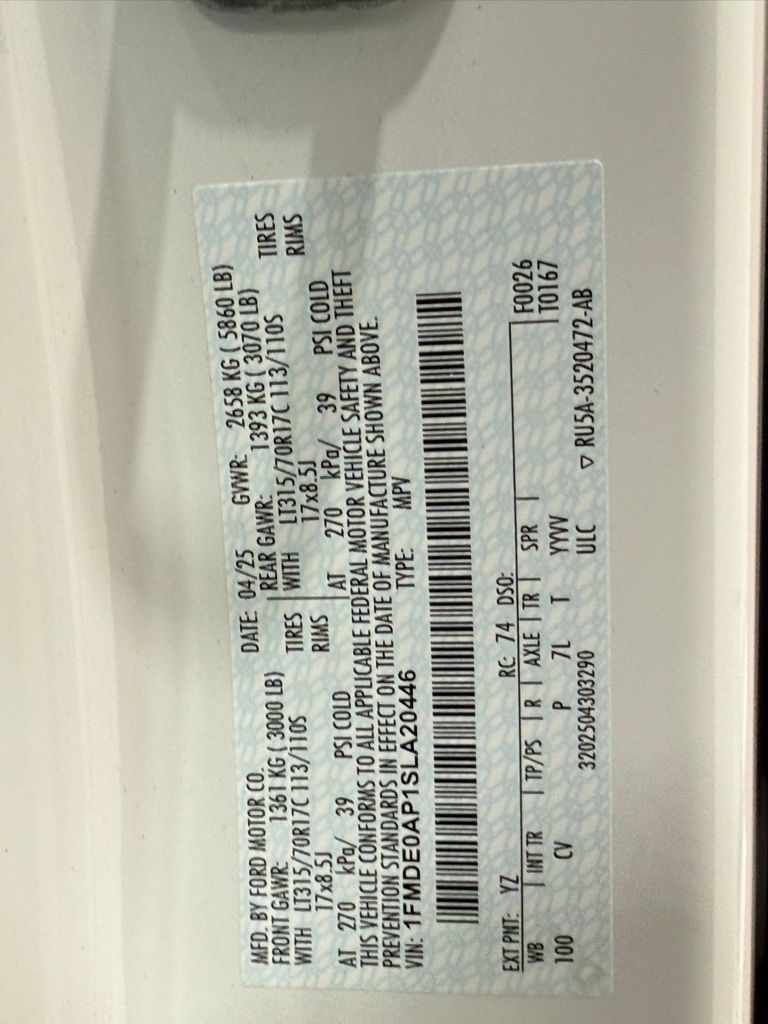 MFD. BY FORD MOTOR CO.
DATE: 04/25 GVWR: 2658 KG ( 5860 LB)
FRONT GAWR: 1361 KG ( 3000 LB) REAR GAWR: 1393 KG ( 3070 LB)
WITH LT315/70R17C 113/110S TIRES WITH LT315/70R17C 113/110S TIRES
17x8.5J RIMS 17x8.5J RIMS
AT 270 kPa/ 39 PSI COLD AT 270 kPa/ 39 PSI COLD
THIS VEHICLE CONFORMS TO ALL APPLICABLE FEDERAL MOTOR VEHICLE SAFETY AND THEFT
PREVENTION STANDARDS IN EFFECT ON THE DATE OF MANUFACTURE SHOWN ABOVE.
VIN: 1FMDE0AP1SLA20446 TYPE: MPV
EXT PNT: YZ RC: 74 DSO: F0026
WB INT TR TP/PS R AXLE TR SPR T0167
100 CV P 7L T YYVV
3202504303290 ULC ▽ RU5A-3520472-AB